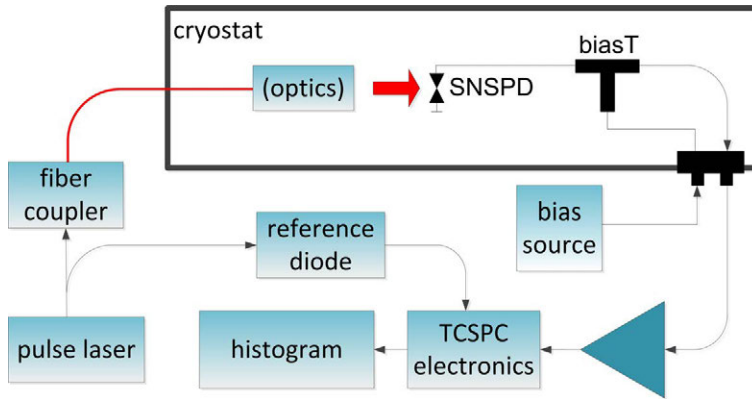 cryostat
biasT
(optics)
SNSPD
fiber
coupler
bias
source
reference
diode
pulse laser
histogram
TCSPC
electronics